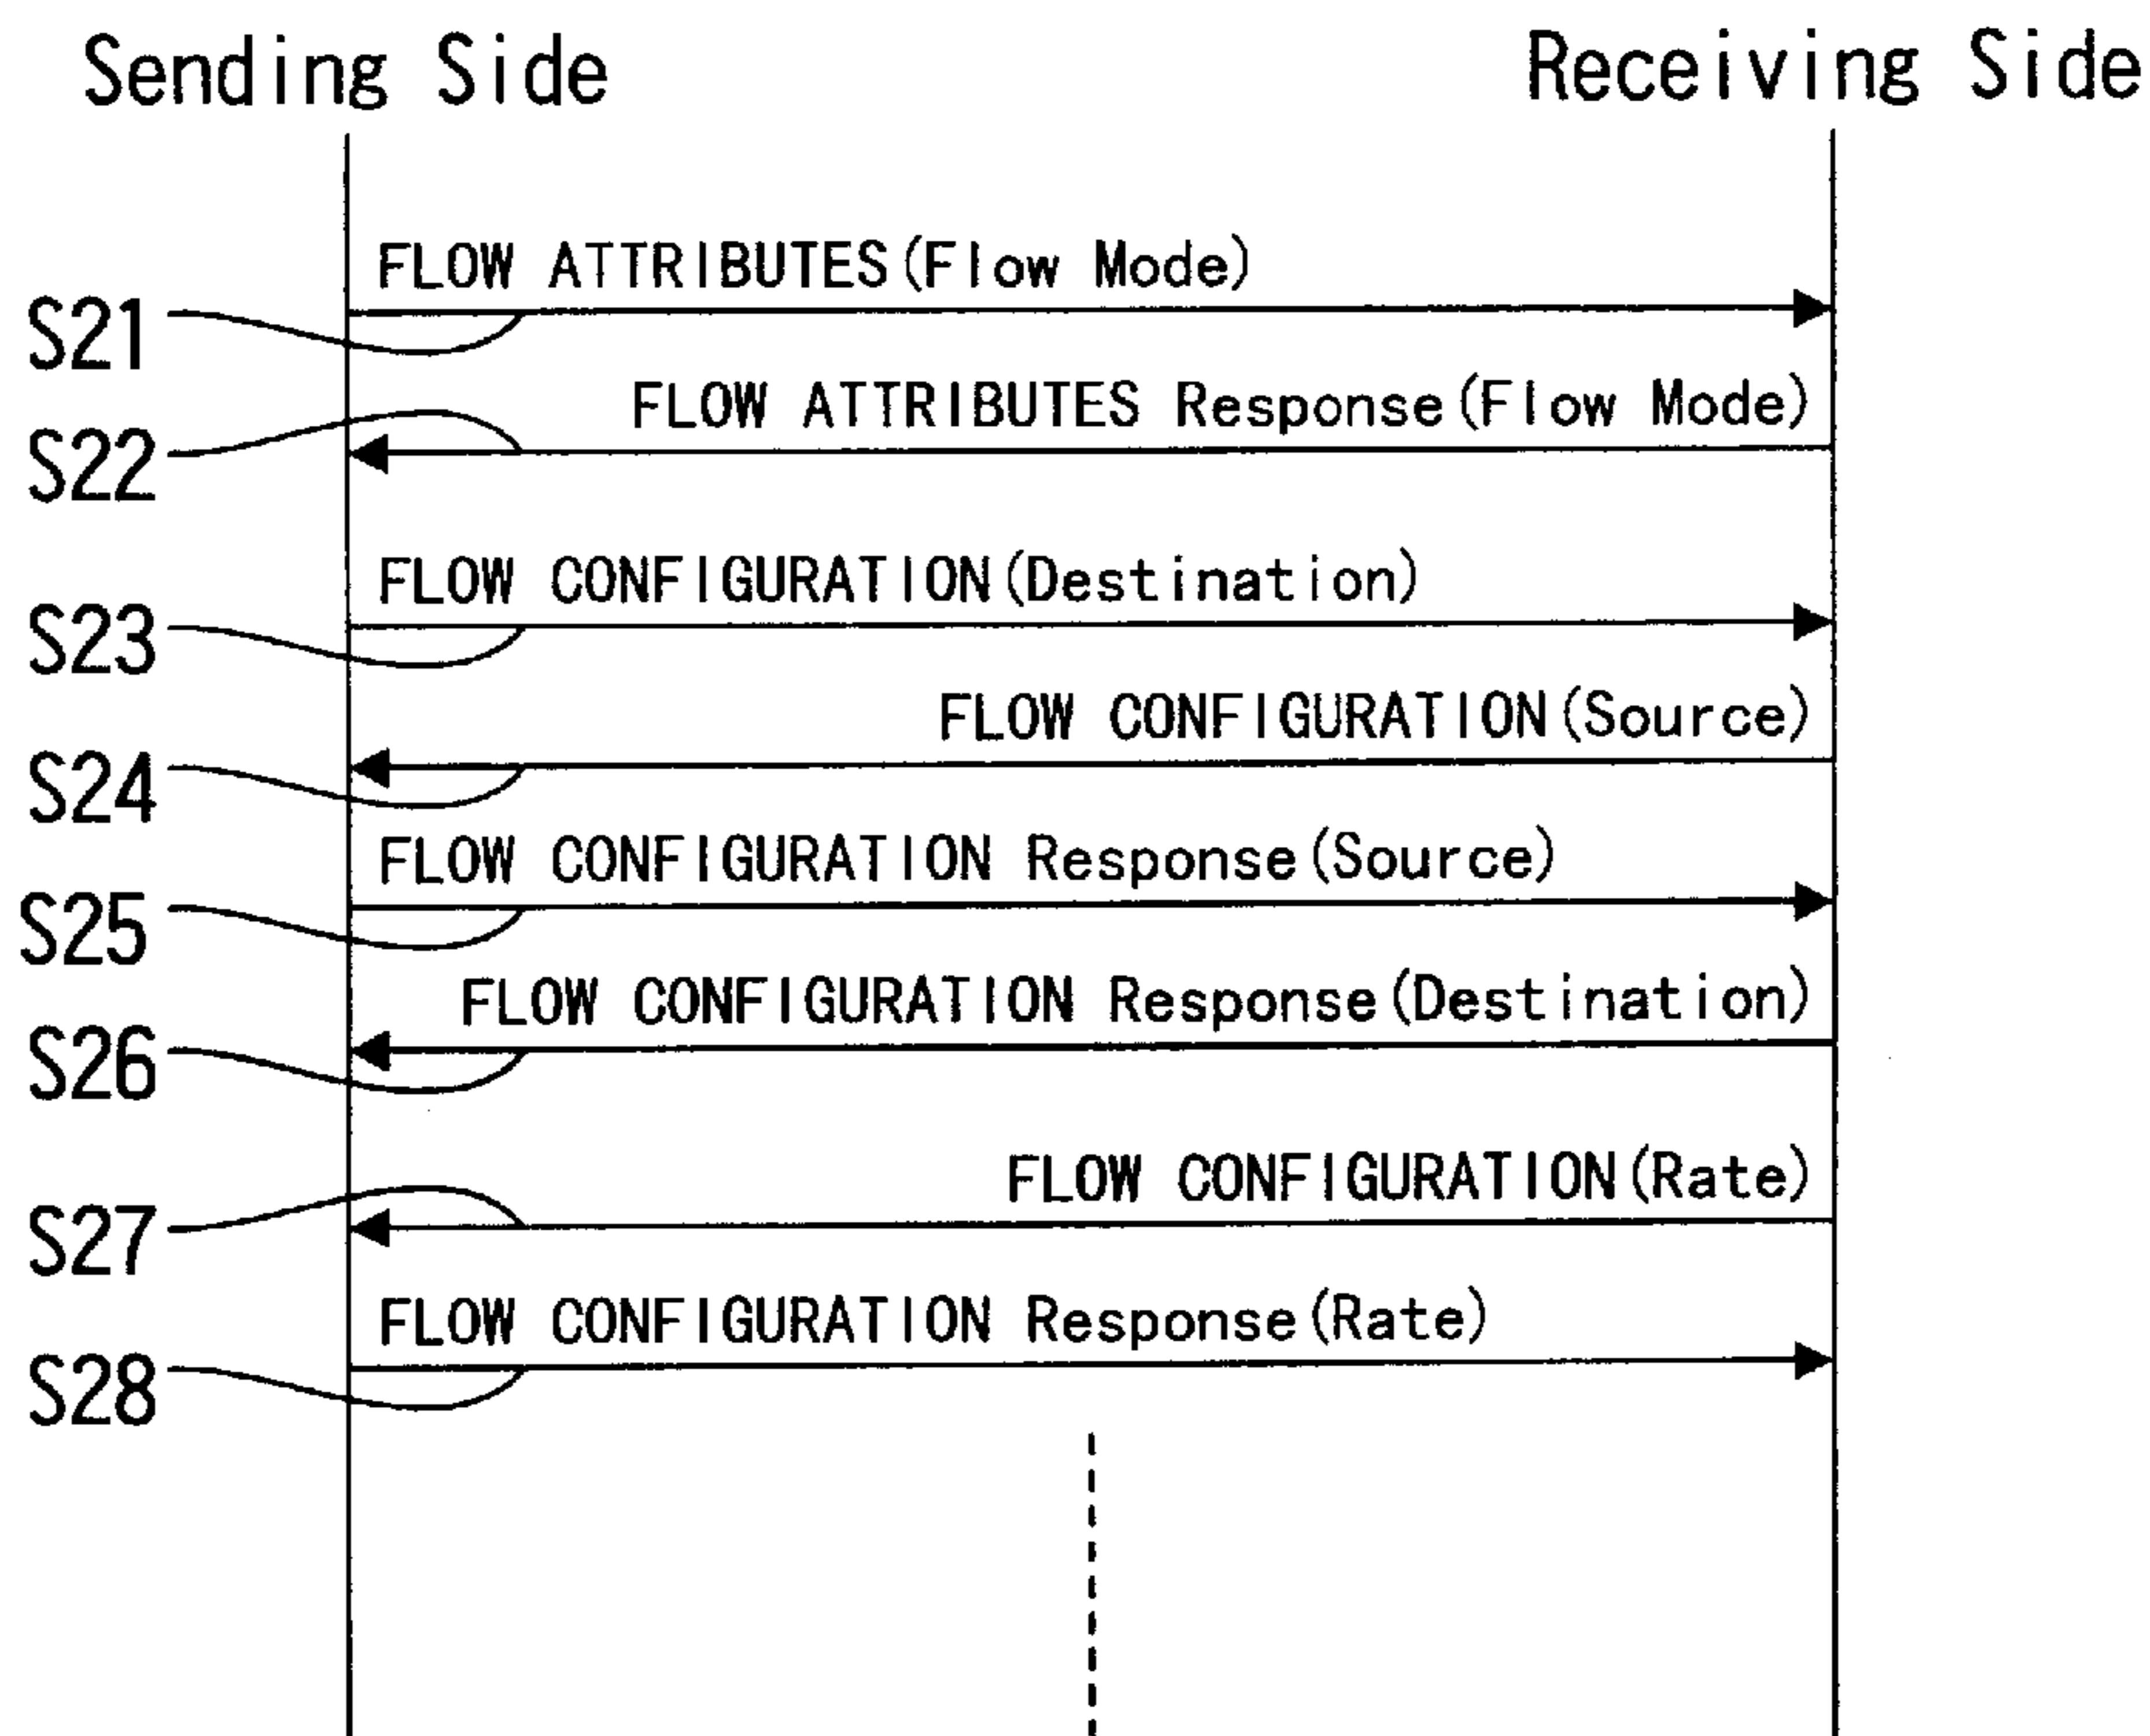 Sending Side
Receiving Side
FLOW ATTRIBUTES(Flow Mode)
S21
FLOW ATTRIBUTES Response(Flow Mode)
S22
FLOW CONFIGURATION(Destination)
S23
FLOW CONFIGURATION(Source)
S24
FLOW CONFIGURATION Response(Source)
S25
FLOW CONFIGURATION Response(Destination)
S26
FLOW CONFIGURATION(Rate)
S27
FLOW CONFIGURATION Response(Rate)
S28